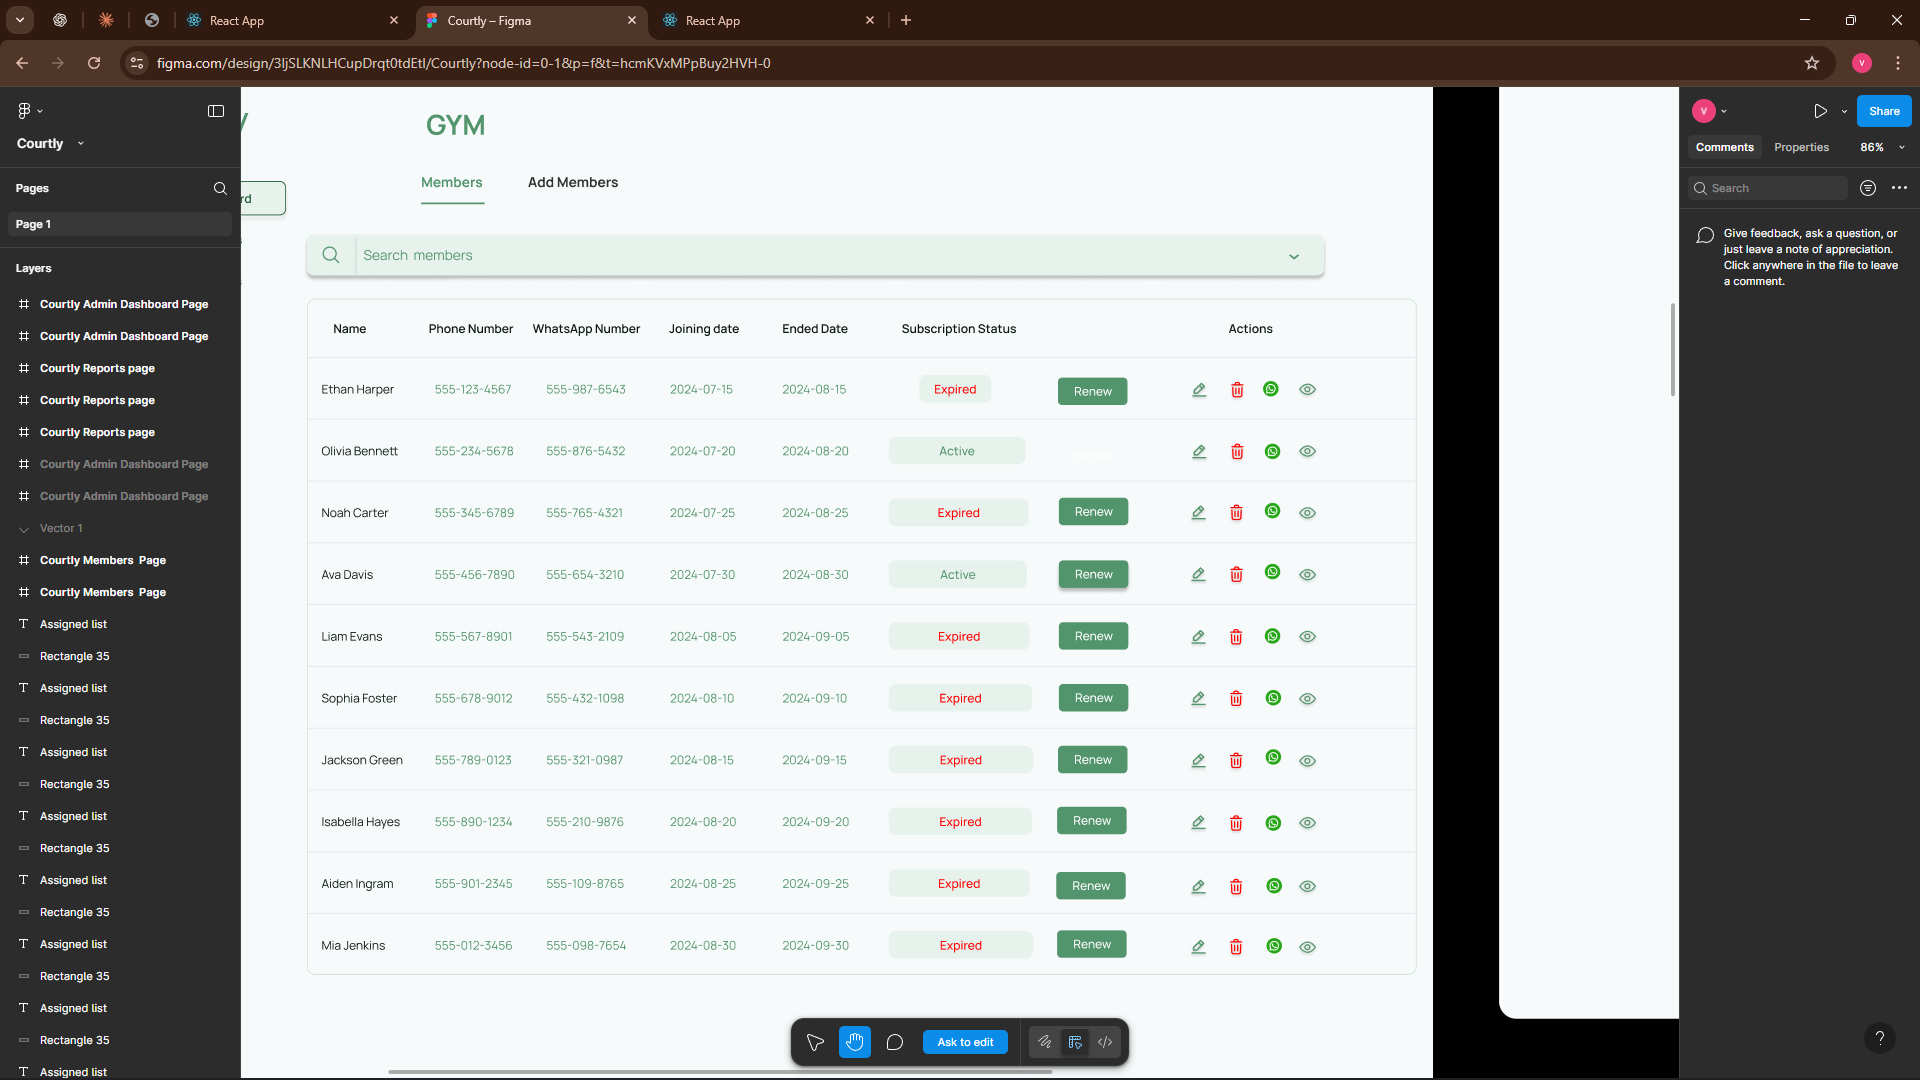 React App
Courtly – Figma
React App
figma.com/design/3IjSLKNLHCupDrqt0tdEtI/Courtly?node-id=0-1&p=f&t=hcmKVxMPpBuy2HVH-0
V
Courtly
Pages
Page 1
Layers
Courtly Admin Dashboard Page
Courtly Admin Dashboard Page
Courtly Reports page
Courtly Reports page
Courtly Reports page
Courtly Admin Dashboard Page
Courtly Admin Dashboard Page
Vector 1
Courtly Members Page
Courtly Members Page
Assigned list
Rectangle 35
Assigned list
Rectangle 35
Assigned list
Rectangle 35
Assigned list
Rectangle 35
Assigned list
Rectangle 35
Assigned list
Rectangle 35
Assigned list
Rectangle 35
Assigned list
rd
GYM
Members Add Members
Search members
Name Phone Number WhatsApp Number Joining date Ended Date Subscription Status Actions
Ethan Harper 555-123-4567 555-987-6543 2024-07-15 2024-08-15 Expired Renew
Olivia Bennett 555-234-5678 555-876-5432 2024-07-20 2024-08-20 Active Renew
Noah Carter 555-345-6789 555-765-4321 2024-07-25 2024-08-25 Expired Renew
Ava Davis 555-456-7890 555-654-3210 2024-07-30 2024-08-30 Active Renew
Liam Evans 555-567-8901 555-543-2109 2024-08-05 2024-09-05 Expired Renew
Sophia Foster 555-678-9012 555-432-1098 2024-08-10 2024-09-10 Expired Renew
Jackson Green 555-789-0123 555-321-0987 2024-08-15 2024-09-15 Expired Renew
Isabella Hayes 555-890-1234 555-210-9876 2024-08-20 2024-09-20 Expired Renew
Aiden Ingram 555-901-2345 555-109-8765 2024-08-25 2024-09-25 Expired Renew
Mia Jenkins 555-012-3456 555-098-7654 2024-08-30 2024-09-30 Expired Renew
Ask to edit
V
Share
Comments Properties 86%
Search
Give feedback, ask a question, or
just leave a note of appreciation.
Click anywhere in the file to leave
a comment.
?